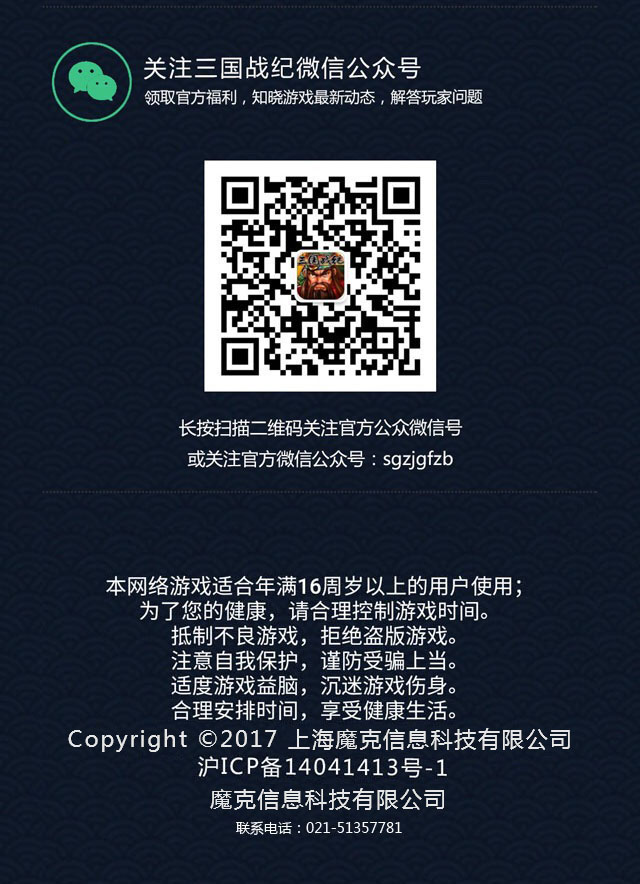 关注三国战纪微信公众号
领取官方福利，知晓游戏最新动态，解答玩家问题
三国战纪
长按扫描二维码关注官方公众微信号
或关注官方微信公众号：sgzjgfzb
本网络游戏适合年满16周岁以上的用户使用；
为了您的健康，请合理控制游戏时间。
抵制不良游戏，拒绝盗版游戏。
注意自我保护，谨防受骗上当。
适度游戏益脑，沉迷游戏伤身。
合理安排时间，享受健康生活。
Copyright ©2017 上海魔克信息科技有限公司
沪ICP备14041413号-1
魔克信息科技有限公司
联系电话：021-51357781